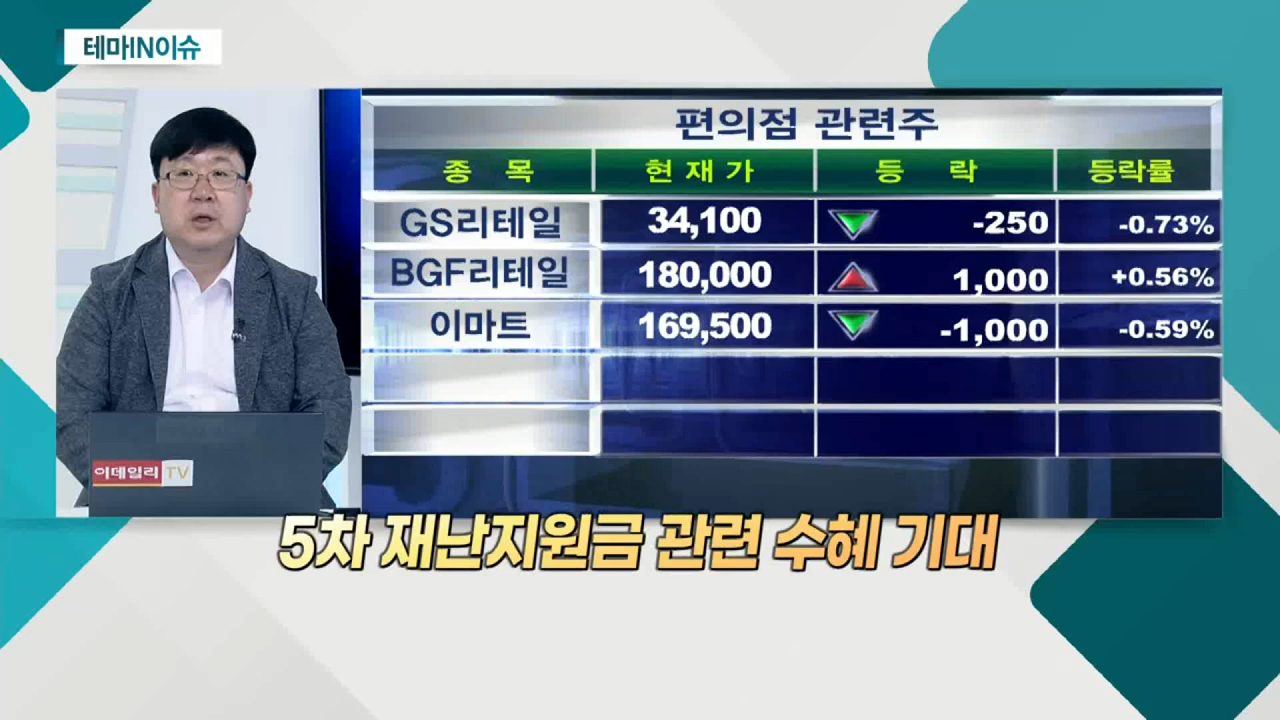 테마IN이슈
편의점 관련주
종 목 현재가 등 락 등락률
GS리테일 34,100 -250 -0.73%
BGF리테일 180,000 1,000 +0.56%
이마트 169,500 -1,000 -0.59%
이데일리TV
5차 재난지원금 관련 수혜 기대